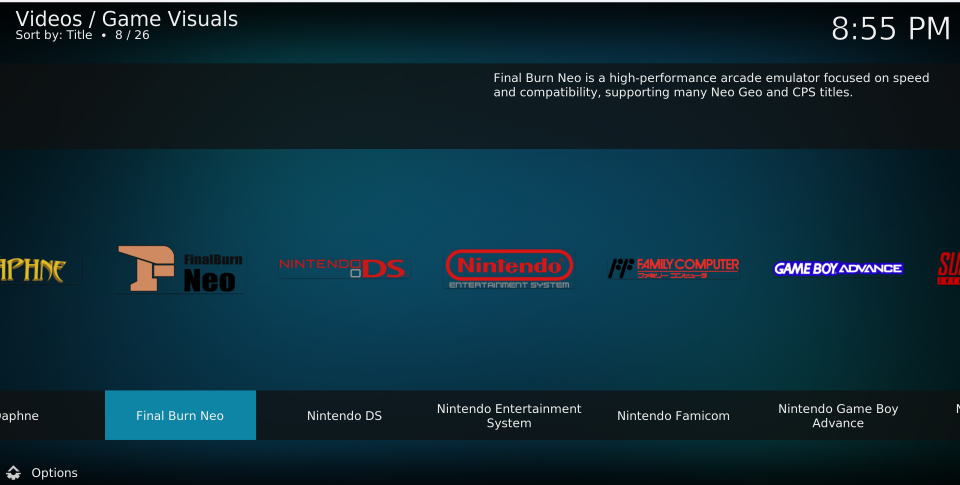 Videos / Game Visuals
Sort by: Title • 8 / 26
8:55 PM
Final Burn Neo is a high-performance arcade emulator focused on speed
and compatibility, supporting many Neo Geo and CPS titles.
FinalBurn
Neo
NINTENDO DS
Nintendo
ENTERTAINMENT SYSTEM
FAMILY COMPUTER
ファミリーコンピュータ
GAME BOY ADVANCE
Final Burn Neo
Nintendo DS
Nintendo Entertainment
System
Nintendo Famicom
Nintendo Game Boy
Advance
Options